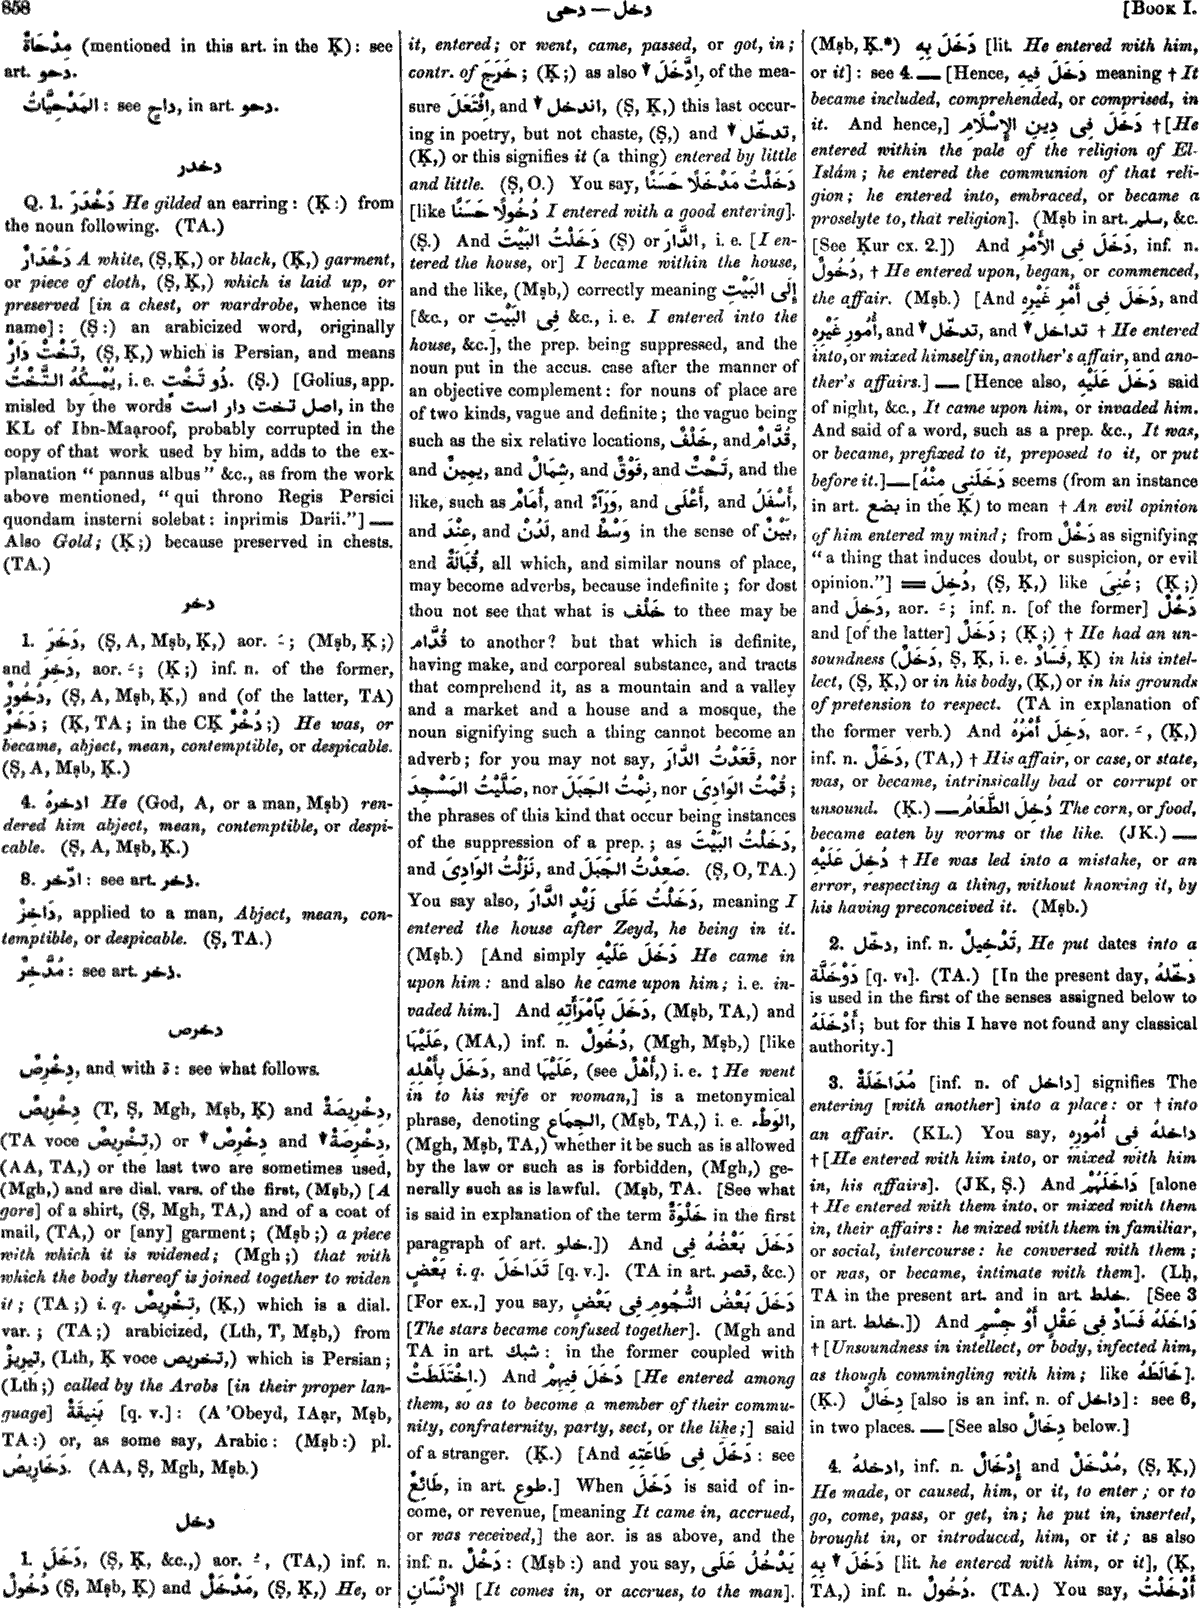 858
دحى — دخل
[BOOK I.
مِدْحَاةٌ (mentioned in this art. in the Ḳ): see
art. دحو.
المَدْحِيَّاتُ: see دَاحٍ, in art. دحو.
دخدر
Q. 1. دَخْدَرَ He gilded an earring: (Ḳ:) from
the noun following. (TA.)
دَخْدَارٌ A white, (Ṣ, Ḳ,) or black, (Ḳ,) garment,
or piece of cloth, (Ṣ, Ḳ,) which is laid up, or
preserved [in a chest, or wardrobe, whence its
name]: (Ṣ:) an arabicized word, originally
تَخْتْ دَارْ, (Ṣ, Ḳ,) which is Persian, and means
يُمْسِكُهُ التَّخْتُ, i. e. ذُو تَخْتٍ. (Ṣ.) [Golius, app.
misled by the words اصل تخت دار است, in the
KL of Ibn-Maạroof, probably corrupted in the
copy of that work used by him, adds to the ex-
planation “ pannus albus ” &c., as from the work
above mentioned, “ qui throno Regis Persici
quondam insterni solebat: inprimis Darii.”] —
Also Gold; (Ḳ;) because preserved in chests.
(TA.)
دخر
1. دَخَرَ, (Ṣ, A, Mṣb, Ḳ,) aor. ـَ ; (Mṣb, Ḳ;)
and دَخِرَ, aor. ـَ ; (Ḳ;) inf. n. of the former,
دُخُورٌ, (Ṣ, A, Mṣb, Ḳ,) and (of the latter, TA)
دَخَرٌ; (Ḳ, TA; in the CḲ دُخْرٌ;) He was, or
became, abject, mean, contemptible, or despicable.
(Ṣ, A, Mṣb, Ḳ.)
4. ادخرهُ He (God, A, or a man, Mṣb) ren-
dered him abject, mean, contemptible, or despi-
cable. (Ṣ, A, Mṣb, Ḳ.)
8. ادّخر: see art. ذخر.
دَاخِرٌ, applied to a man, Abject, mean, con-
temptible, or despicable. (Ṣ, TA.)
مُدَّخِرٌ: see art. ذخر.
دخرص
دِخْرِصٌ, and with ة: see what follows.
دِخْرِيصٌ (T, Ṣ, Mgh, Mṣb, Ḳ) and دِخْرِيصَةٌ,
(TA voce تِخْرِيصٌ,) or ▼ دِخْرِصٌ and ▼ دِخْرِصَةٌ,
(AA, TA,) or the last two are sometimes used,
(Mgh,) and are dial. vars. of the first, (Mṣb,) [A
gore] of a shirt, (Ṣ, Mgh, TA,) and of a coat of
mail, (TA,) or [any] garment; (Mṣb;) a piece
with which it is widened; (Mgh;) that with
which the body thereof is joined together to widen
it; (TA;) i. q. تِخْرِيصٌ, (Ḳ,) which is a dial.
var.; (TA;) arabicized, (Lth, T, Mṣb,) from
تِيرِيزْ, (Lth, Ḳ voce تخريص,) which is Persian;
(Lth;) called by the Arabs [in their proper lan-
guage] بَنِيقَةٌ [q. v.]: (A ’Obeyd, IAạr, Mṣb,
TA:) or, as some say, Arabic: (Mṣb:) pl.
دَخَارِيصُ. (AA, Ṣ, Mgh, Mṣb.)
دخل
1. دَخَلَ, (Ṣ, Ḳ, &c.,) aor. ـُ , (TA,) inf. n.
دُخُولٌ (Ṣ, Mṣb, Ḳ) and مَدْخَلٌ, (Ṣ, Ḳ,) He, or
it, entered; or went, came, passed, or got, in;
contr. of خَرَجَ; (Ḳ;) as also ▼ اِدَّخَلَ, of the mea-
sure اِفْتَعَلَ, and ▼ اندخل, (Ṣ, Ḳ,) this last occur-
ing in poetry, but not chaste, (Ṣ,) and ▼ تدخّل,
(Ḳ,) or this signifies it (a thing) entered by little
and little. (Ṣ, O.) You say, دَخَلْتُ مَدْخَلًا حَسَنًا
[like دُخُولًا حَسَنًا I entered with a good entering].
(Ṣ.) And دَخَلْتُ البَيْتَ (Ṣ) or الدَّارَ, i. e. [I en-
tered the house, or] I became within the house,
and the like, (Mṣb,) correctly meaning إِلَى البَيْتِ
[&c., or فِى البَيْتِ &c., i. e. I entered into the
house, &c.], the prep. being suppressed, and the
noun put in the accus. case after the manner of
an objective complement: for nouns of place are
of two kinds, vague and definite; the vague being
such as the six relative locations, خَلْفُ, and قُدَّامُ,
and يَمِينُ, and شِمَالُ, and فَوْقُ, and تَحْتُ, and the
like, such as أَمَامُ, and وَرَآءُ, and أَعْلَى, and أَسْفَلُ,
and عِنْدَ, and لَدُنْ, and وَسْطُ in the sense of بَيْنُ,
and قُبَالَةُ, all which, and similar nouns of place,
may become adverbs, because indefinite; for dost
thou not see that what is خَلْف to thee may be
قُدَّام to another? but that which is definite,
having make, and corporeal substance, and tracts
that comprehend it, as a mountain and a valley
and a market and a house and a mosque, the
noun signifying such a thing cannot become an
adverb; for you may not say, قَعَدْتُ الدَّارَ, nor
صَلَّيْتُ المَسْجِدَ, nor نِمْتُ الجَبَلَ, nor قُمْتُ الوَادِىَ;
the phrases of this kind that occur being instances
of the suppression of a prep.; as دَخَلْتُ البَيْتَ,
and نَزَلْتُ الوَادِىَ, and صَعِدْتُ الجَبَلَ. (Ṣ, O, TA.)
You say also, دَخَلْتُ عَلَى زَيْدٍ الدَّارَ, meaning I
entered the house after Zeyd, he being in it.
(Mṣb.) [And simply دَخَلَ عَلَيْهِ He came in
upon him: and also he came upon him; i. e. in-
vaded him.] And دَخَلَ بِٱمْرَأَتِهِ, (Mṣb, TA,) and
عَلَيْهَا, (MA,) inf. n. دُخُولٌ, (Mgh, Mṣb,) [like
دَخَلَ بِأَهْلِهِ, and عَلَيْهَا, (see أَهْلٌ,) i. e. ‡ He went
in to his wife or woman,] is a metonymical
phrase, denoting الجِمَاع, (Mṣb, TA,) i. e. الوَطْء,
(Mgh, Mṣb, TA,) whether it be such as is allowed
by the law or such as is forbidden, (Mgh,) ge-
nerally such as is lawful. (Mṣb, TA. [See what
is said in explanation of the term خَلْوَةٌ in the first
paragraph of art. خلو.]) And دَخَلَ بَعْضُهُ فِى
بَعْضٍ i. q. تَدَاخَلَ [q. v.]. (TA in art. قصر, &c.)
[For ex.,] you say, دَخَلَ بَعْضُ النُّجُومِ فِى بَعْضٍ
[The stars became confused together]. (Mgh and
TA in art. شبك: in the former coupled with
اِخْتَلَطَتْ.) And دَخَلَ فِيهِمْ [He entered among
them, so as to become a member of their commu-
nity, confraternity, party, sect, or the like;] said
of a stranger. (Ḳ.) [And دَخَلَ فِى طَاعَتِهِ: see
طَائِعٌ, in art. طوع.] When دَخَلَ is said of in-
come, or revenue, [meaning It came in, accrued,
or was received,] the aor. is as above, and the
inf. n. دَخْلٌ: (Mṣb:) and you say, يَدْخُلُ عَلَى
الإِنْسَانِ [It comes in, or accrues, to the man].
(Mṣb, Ḳ.*) دَخَلَ بِهِ [lit. He entered with him,
or it]: see 4. — [Hence, دَخَلَ فِيهِ meaning † It
became included, comprehended, or comprised, in
it. And hence,] دَخَلَ فِى دِينِ الإِسْلَامِ † [He
entered within the pale of the religion of El-
Islám; he entered the communion of that reli-
gion; he entered into, embraced, or became a
proselyte to, that religion]. (Mṣb in art. سلم, &c.
[See Ḳur cx. 2.]) And دَخَلَ فِى الأَمْرِ, inf. n.
دُخُولٌ, † He entered upon, began, or commenced,
the affair. (Mṣb.) [And دَخَلَ فِى أَمْرِ غَيْرِهِ, and
أُمُورِ غَيْرِهِ, and ▼ تدخّل, and ▼ تداخل † He entered
into, or mixed himself in, another's affair, and ano-
ther's affairs.] — [Hence also, دَخَلَ عَلَيْهِ said
of night, &c., It came upon him, or invaded him.
And said of a word, such as a prep. &c., It was,
or became, prefixed to it, preposed to it, or put
before it.] — [دَخَلَنِى مِنْهُ seems (from an instance
in art. بضع in the Ḳ) to mean † An evil opinion
of him entered my mind; from دَخْلٌ as signifying
“ a thing that induces doubt, or suspicion, or evil
opinion.”] = دُخِلَ, (Ṣ, Ḳ,) like عُنِىَ; (Ḳ;)
and دَخِلَ, aor. ـَ ; inf. n. [of the former] دَخْلٌ
and [of the latter] دَخَلٌ; (Ḳ;) † He had an un-
soundness (دَخَلٌ, Ṣ, Ḳ, i. e. فَسَادٌ, Ḳ) in his intel-
lect, (Ṣ, Ḳ,) or in his body, (Ḳ,) or in his grounds
of pretension to respect. (TA in explanation of
the former verb.) And دَخِلَ أَمْرُهُ, aor. ـَ , (Ḳ,)
inf. n. دَخَلٌ, (TA,) † His affair, or case, or state,
was, or became, intrinsically bad or corrupt or
unsound. (Ḳ.) — دُخِلَ الطَّعَامُ The corn, or food,
became eaten by worms or the like. (JK.) —
دُخِلَ عَلَيْهِ † He was led into a mistake, or an
error, respecting a thing, without knowing it, by
his having preconceived it. (Mṣb.)
2. دخّل, inf. n. تَدْخِيلٌ, He put dates into a
دَوْخَلَّة [q. v.]. (TA.) [In the present day, دخّلهُ
is used in the first of the senses assigned below to
أَدْخَلَهُ; but for this I have not found any classical
authority.]
3. مُدَاخَلَةٌ [inf. n. of داخل] signifies The
entering [with another] into a place: or † into
an affair. (KL.) You say, داخلهُ فِى أُمُورِهِ
† [He entered with him into, or mixed with him
in, his affairs]. (JK, Ṣ.) And دَاخَلَهُمْ [alone
† He entered with them into, or mixed with them
in, their affairs: he mixed with them in familiar,
or social, intercourse: he conversed with them;
or was, or became, intimate with them]. (Lḥ,
TA in the present art. and in art. خلط. [See 3
in art. خلط.]) And دَاخَلَهُ فَسَادٌ فِى عَقْلٍ أَوْ جِسْمٍ
† [Unsoundness in intellect, or body, infected him,
as though commingling with him; like خَالَطَهُ].
(Ḳ.) دِخَالٌ [also is an inf. n. of داخل]: see 6,
in two places. — [See also دِخَالٌ below.]
4. ادخلهُ, inf. n. إِدْخَالٌ and مُدْخَلٌ, (Ṣ, Ḳ,)
He made, or caused, him, or it, to enter; or to
go, come, pass, or get, in; he put in, inserted,
brought in, or introduced, him, or it; as also
▼ دَخَلَ بِهِ [lit. he entered with him, or it], (Ḳ,
TA,) inf. n. دُخُولٌ. (TA.) You say, أَدْخَلْتُ